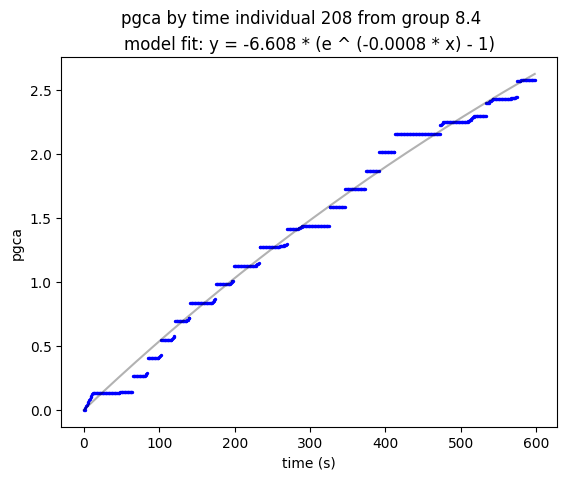 pgca by time individual 208 from group 8.4
model fit: y = -6.608 * (e ^ (-0.0008 * x) - 1)
2.5
2.0
1.5
1.0
0.5
0.0
pgca
0 100 200 300 400 500 600
time (s)